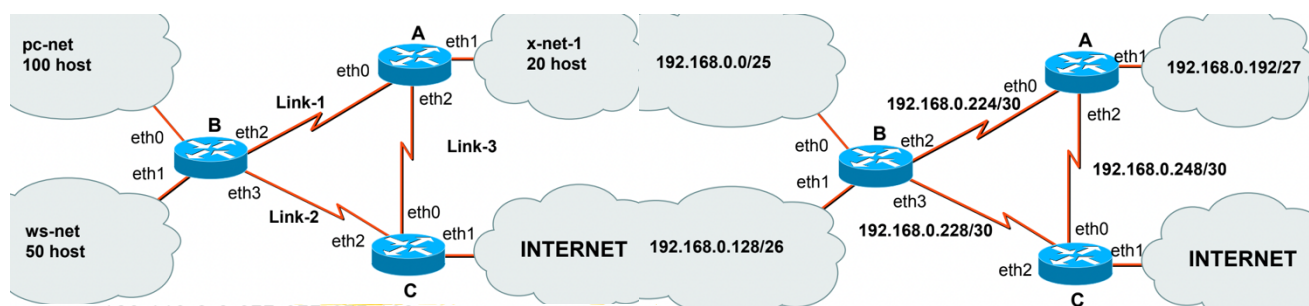 pc-net
100 host
A
eth1
x-net-1
20 host
eth0
eth2
Link-1
B
eth0
eth2
Link-3
eth1
eth3
Link-2
ws-net
50 host
eth0
eth2
eth1
INTERNET
C
192.168.0.0/25
A
eth1
192.168.0.192/27
eth0
192.168.0.224/30
eth2
B
eth0
eth2
192.168.0.248/30
eth1
eth3
192.168.0.228/30
192.168.0.128/26
eth0
eth1
INTERNET
eth2
C